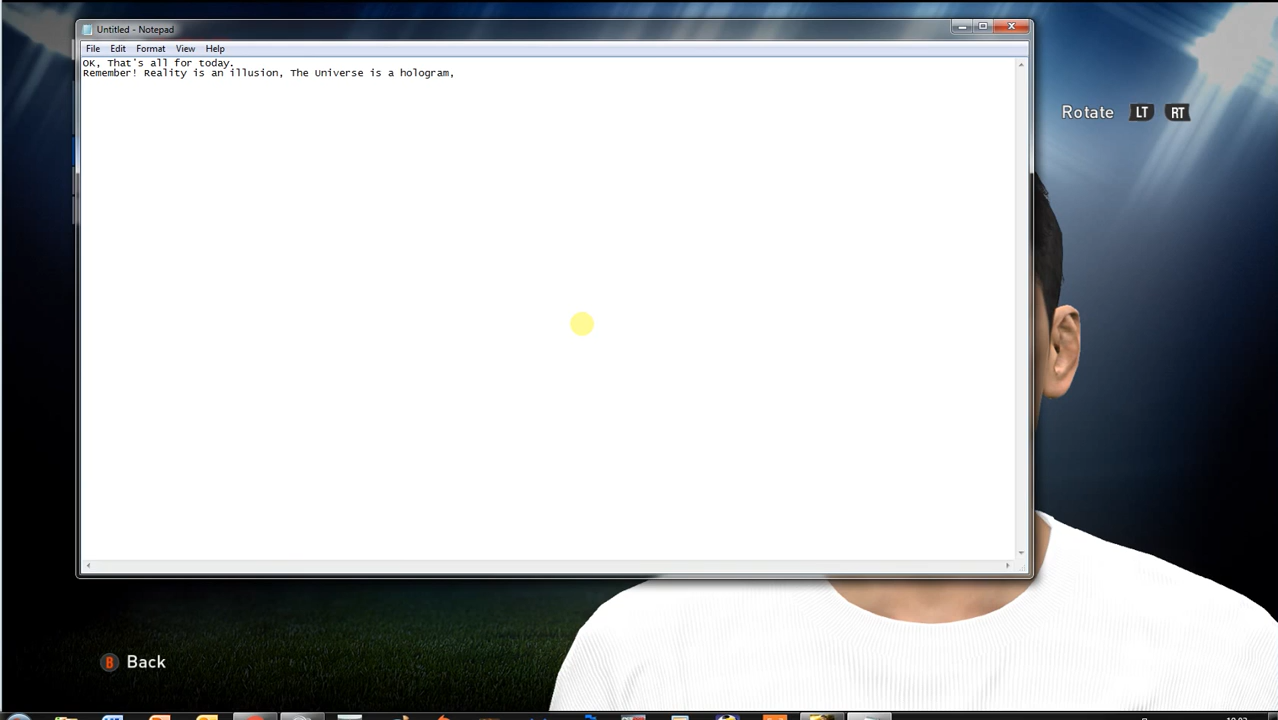 Untitled - Notepad
File Edit Format View Help
OK, That's all for today.
Remember! Reality is an illusion, The Universe is a hologram,
Rotate LT RT
B Back